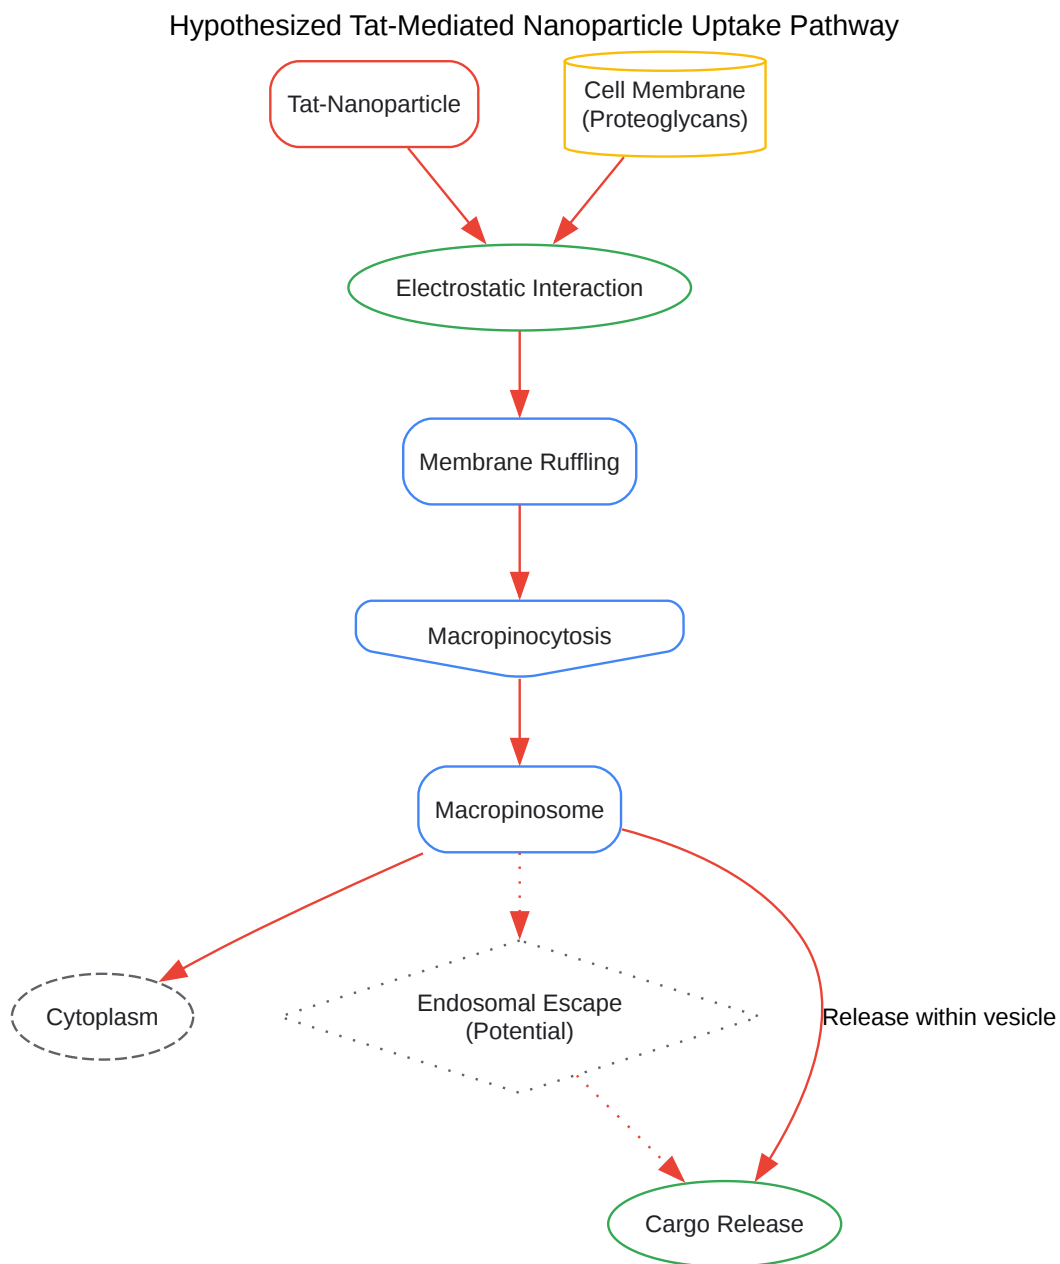 Hypothesized Tat-Mediated Nanoparticle Uptake Pathway
Tat-Nanoparticle
Cell Membrane
(Proteoglycans)
Electrostatic Interaction
Membrane Ruffling
Macropinocytosis
Macropinosome
Cytoplasm
Endosomal Escape
(Potential)
Release within vesicle
Cargo Release